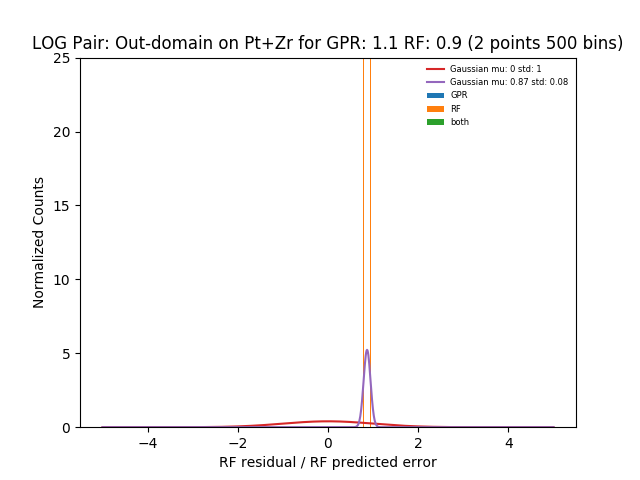 LOG Pair: Out-domain on Pt+Zr for GPR: 1.1 RF: 0.9 (2 points 500 bins)
Gaussian mu: 0 std: 1
Gaussian mu: 0.87 std: 0.08
GPR
RF
both
Normalized Counts
25
20
15
10
5
0
−4
−2
0
2
4
RF residual / RF predicted error